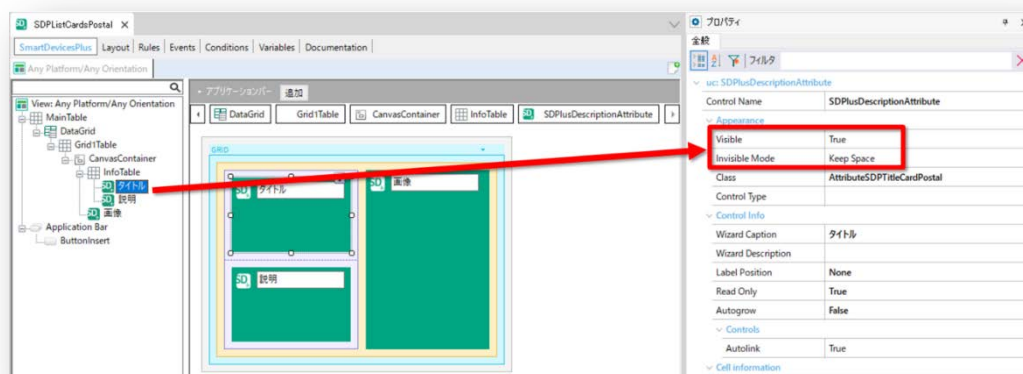 SDPListCardsPostal
SmartDevicesPlus Layout Rules Events Conditions Variables Documentation
Any Platform/Any Orientation
View: Any Platform/Any Orientation
MainTable
DataGrid
Grid1Table
CanvasContainer
InfoTable
タイトル
説明
画像
Application Bar
ButtonInsert
アプリケーションバー 追加
DataGrid Grid1Table CanvasContainer InfoTable SDPlusDescriptionAttribute
GRID
SD タイトル
SD 画像
SD 説明
プロパティ
全般
フィルタ
uc: SDPlusDescriptionAttribute
Control Name SDPlusDescriptionAttribute
Appearance
Visible True
Invisible Mode Keep Space
Class AttributeSDPTitleCardPostal
Control Type
Control Info
Wizard Caption タイトル
Wizard Description
Label Position None
Read Only True
Autogrow False
Controls
Autolink True
Cell information